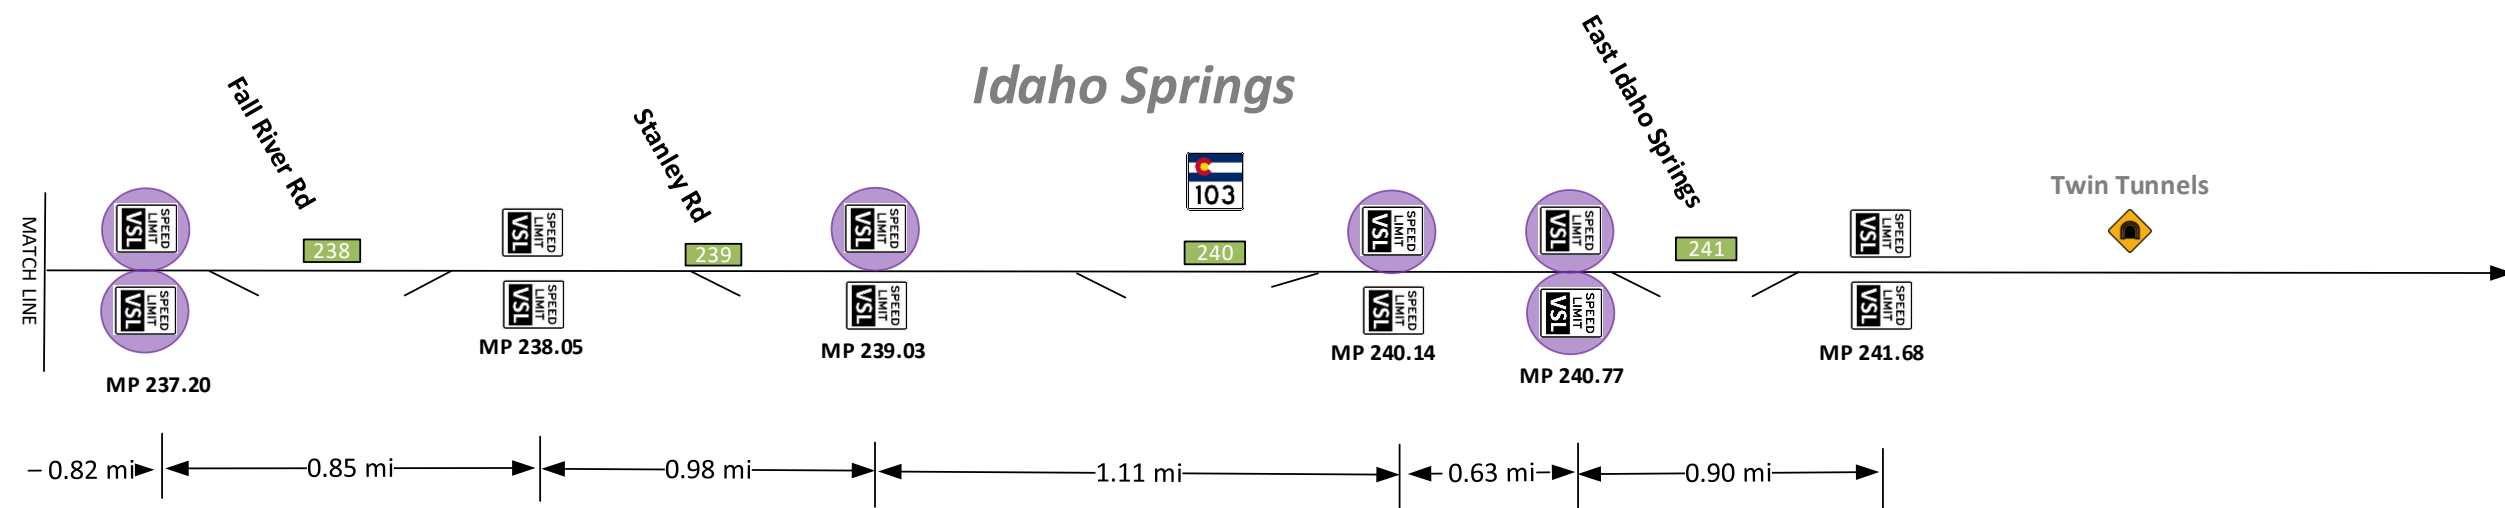 Idaho Springs
Fall River Rd
Stanley Rd
East Idaho Springs
103
Twin Tunnels
MATCH LINE
SPEED
LIMIT
VSL
238
SPEED
LIMIT
VSL
239
SPEED
LIMIT
VSL
240
SPEED
LIMIT
VSL
SPEED
LIMIT
VSL
241
SPEED
LIMIT
VSL
SPEED
LIMIT
VSL
SPEED
LIMIT
VSL
SPEED
LIMIT
VSL
SPEED
LIMIT
VSL
SPEED
LIMIT
VSL
SPEED
LIMIT
VSL
MP 237.20
MP 238.05
MP 239.03
MP 240.14
MP 240.77
MP 241.68
0.82 mi
0.85 mi
0.98 mi
1.11 mi
0.63 mi
0.90 mi